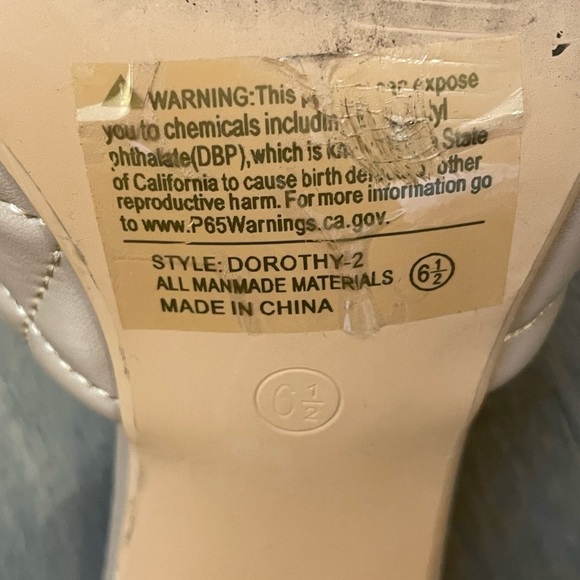 WARNING:This can expose
you to chemicals includin yl
phthalate(DBP),which is kn State
of California to cause birth de other
reproductive harm. For more information go
to www.P65Warnings.ca.gov.
STYLE: DOROTHY-2
ALL MANMADE MATERIALS 6½
MADE IN CHINA
6½